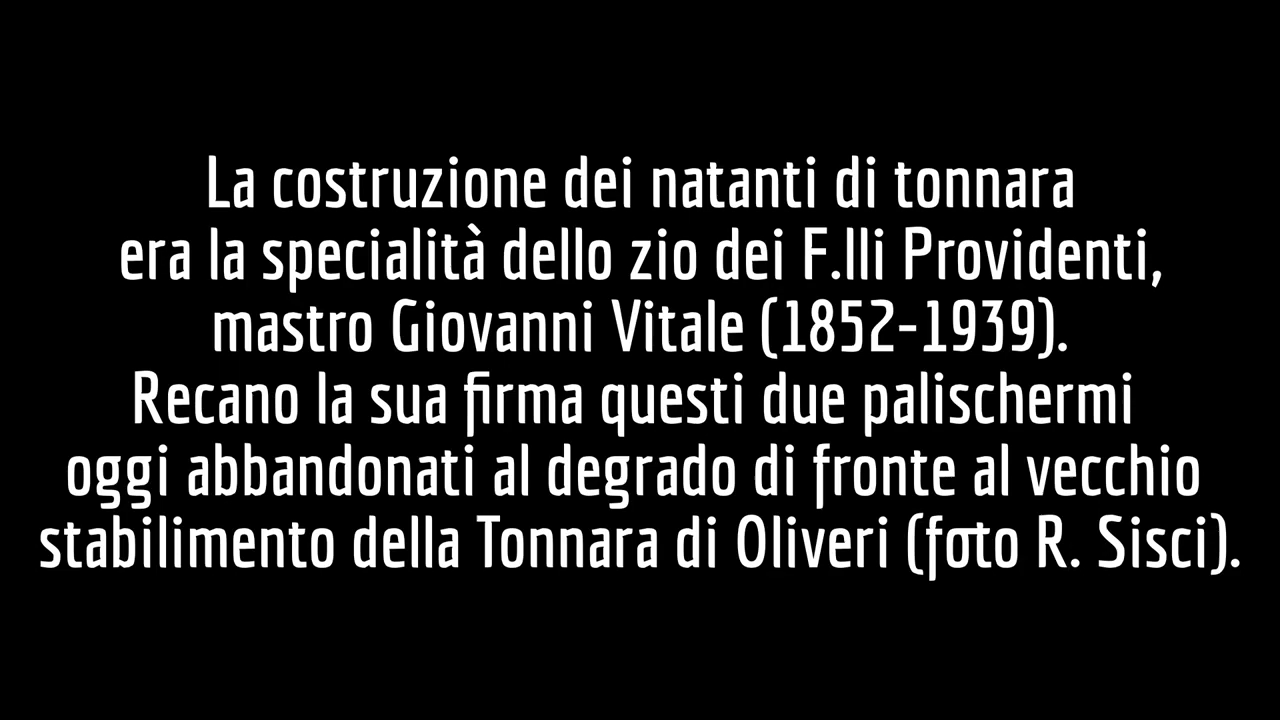 La costruzione dei natanti di tonnara
era la specialità dello zio dei F.lli Providenti,
mastro Giovanni Vitale (1852-1939).
Recano la sua firma questi due palischermi
oggi abbandonati al degrado di fronte al vecchio
stabilimento della Tonnara di Oliveri (foto R. Sisci).